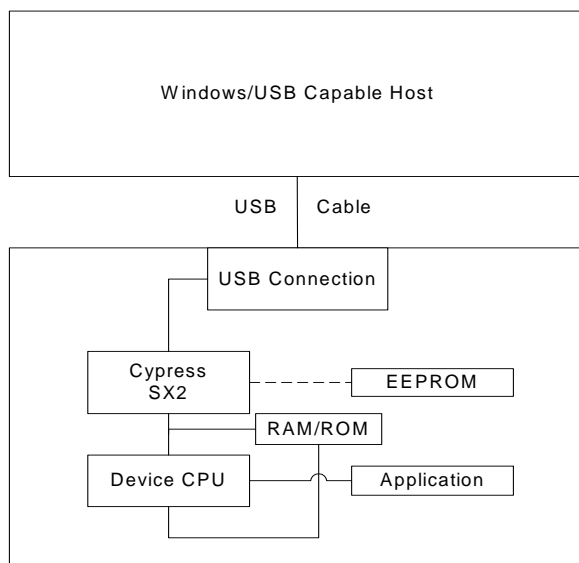 Windows/USB Capable Host
USB Cable
USB Connection
Cypress
SX2
EEPROM
RAM/ROM
Device CPU
Application